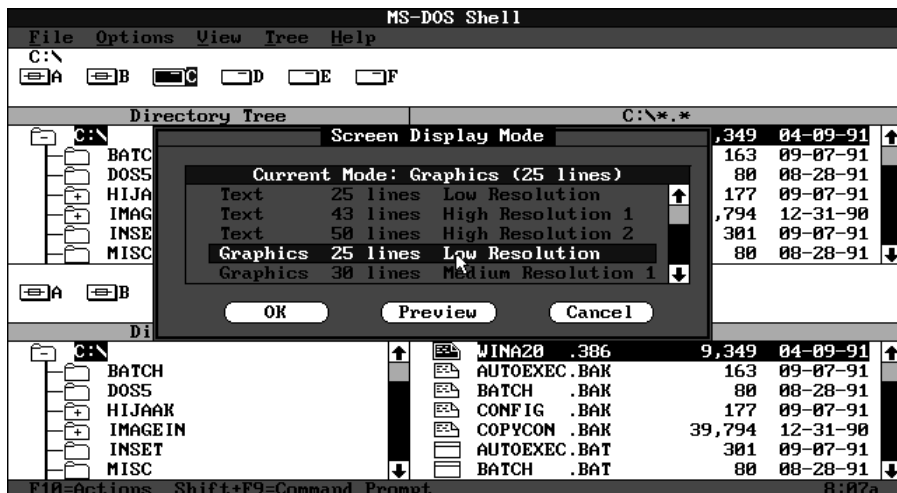 MS-DOS Shell
File Options View Tree Help
C:\
A B C D E F
Directory Tree C:\*.*
Screen Display Mode
Current Mode: Graphics (25 lines)
Text 25 lines Low Resolution
Text 43 lines High Resolution 1
Text 50 lines High Resolution 2
Graphics 25 lines Low Resolution
Graphics 30 lines Medium Resolution 1
OK Preview Cancel
C:\ ,349 04-09-91
BATC 163 09-07-91
DOS5 80 08-28-91
HIJA 177 09-07-91
IMAG ,794 12-31-90
INSE 301 09-07-91
MISC 80 08-28-91
A B
Di
C:\ WINA20 .386 9,349 04-09-91
BATCH AUTOEXEC.BAK 163 09-07-91
DOS5 BATCH .BAK 80 08-28-91
HIJAAK CONFIG .BAK 177 09-07-91
IMAGEIN COPYCON .BAK 39,794 12-31-90
INSET AUTOEXEC.BAT 301 09-07-91
MISC BATCH .BAT 80 08-28-91
F10=Actions Shift+F9=Command Prompt 8:07a